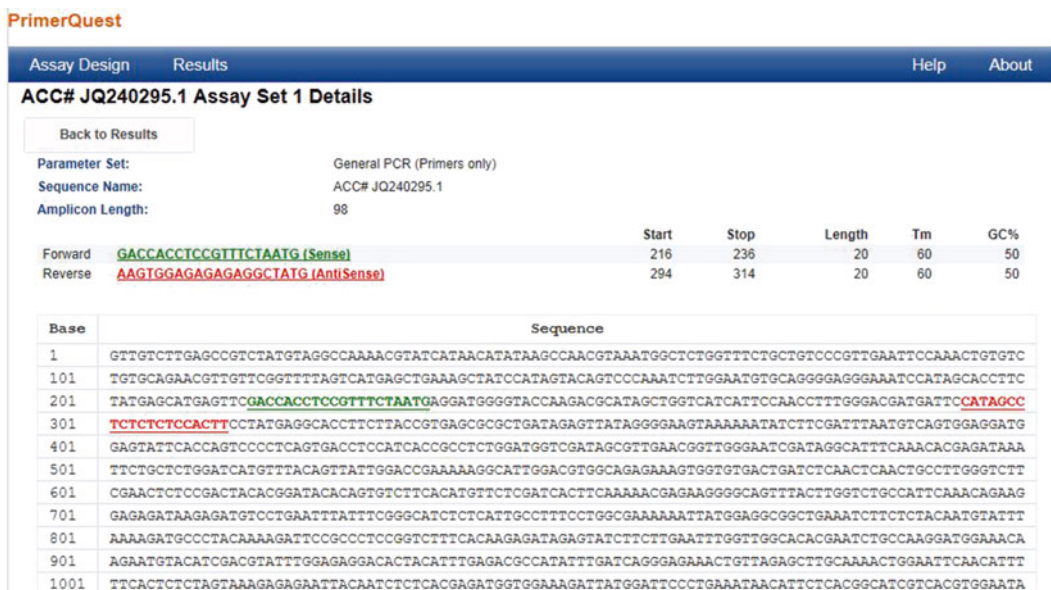 PrimerQuest
Assay Design Results Help About
ACC# JQ240295.1 Assay Set 1 Details
Back to Results
Parameter Set: General PCR (Primers only)
Sequence Name: ACC# JQ240295.1
Amplicon Length: 98
Start Stop Length Tm GC%
Forward GACCACCTCCGTTTCTAATG (Sense) 216 236 20 60 50
Reverse AAGTGGAGAGAGAGGCTATG (AntiSense) 294 314 20 60 50
Base Sequence
1 GTTGTCTTGAGCCGTCTATGTAGGCCAAAACGTATCATAACATATAAGCCAACGTAAATGGCTCTGGTTTCTGCTGTCCCGTTGAATTCCAAACTGTGTC
101 TGTGCAGAACGTTGTTCGGTTTTAGTCATGAGCTGAAAGCTATCCATAGTACAGTCCCAAATCTTGGAATGTGCAGGGGAGGGAAATCCATAGCACCTTC
201 TATGAGCATGAGTTCGACCACCTCCGTTTCTAATGAGGATGGGGTACCAAGACGCATAGCTGGTCATCATTCCAACCTTTGGGACGATGATTCCATAGCC
301 TCTCTCTCCACTTCCTATGAGGCACCTTCTTACCGTGAGCGCGCTGATAGAGTTATAGGGGAAGTAAAAAATATCTTCGATTTAATGTCAGTGGAGGATG
401 GAGTATTCACCAGTCCCCTCAGTGACCTCCATCACCGCCTCTGGATGGTCGATAGCGTTGAACGGTTGGGAATCGATAGGCATTTCAAACACGAGATAAA
501 TTCTGCTCTGGATCATGTTTACAGTTATTGGACCGAAAAAGGCATTGGACGTGGCAGAGAAAGTGGTGTGACTGATCTCAACTCAACTGCCTTGGGTCTT
601 CGAACTCTCCGACTACACGGATACACAGTGTCTTCACATGTTCTCGATCACTTCAAAAACGAGAAGGGGCAGTTTACTTGGTCTGCCATTCAAACAGAAG
701 GAGAGATAAGAGATGTCCTGAATTTATTTCGGGCATCTCTCATTGCCTTTCCTGGCGAAAAAATTATGGAGGCGGCTGAAATCTTCTCTACAATGTATTT
801 AAAAGATGCCCTACAAAAGATTCCGCCCTCCGGTCTTTCACAAGAGATAGAGTATCTTCTTGAATTTGGTTGGCACACGAATCTGCCAAGGATGGAAACA
901 AGAATGTACATCGACGTATTTGGAGAGGACACTACATTTGAGACGCCATATTTGATCAGGGAGAAACTGTTAGAGCTTGCAAAACTGGAATTCAACATTT
1001 TTCACTCTCTAGTAAAGAGAGAATTACAATCTCTCACGAGATGGTGGAAAGATTATGGATTCCCTGAAATAACATTCTCACGGCATCGTCACGTGGAATA